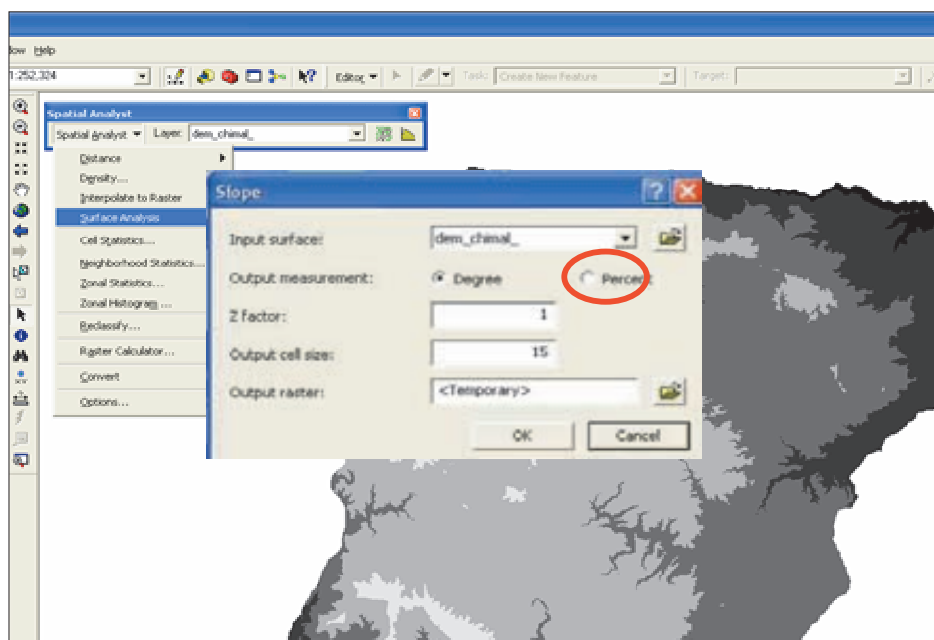 low Help
1:252,324 Editor Task: Create New Feature Target:
Spatial Analyst
Spatial Analyst Layer: dem_chimal_
Distance
Density...
Interpolate to Raster
Surface Analysis
Cell Statistics...
Neighborhood Statistics...
Zonal Statistics...
Zonal Histogram ...
Reclassify...
Raster Calculator...
Convert
Options...
Slope
Input surface: dem_chimal_
Output measurement: Degree Percent
Z factor: 1
Output cell size: 15
Output raster: <Temporary>
OK Cancel